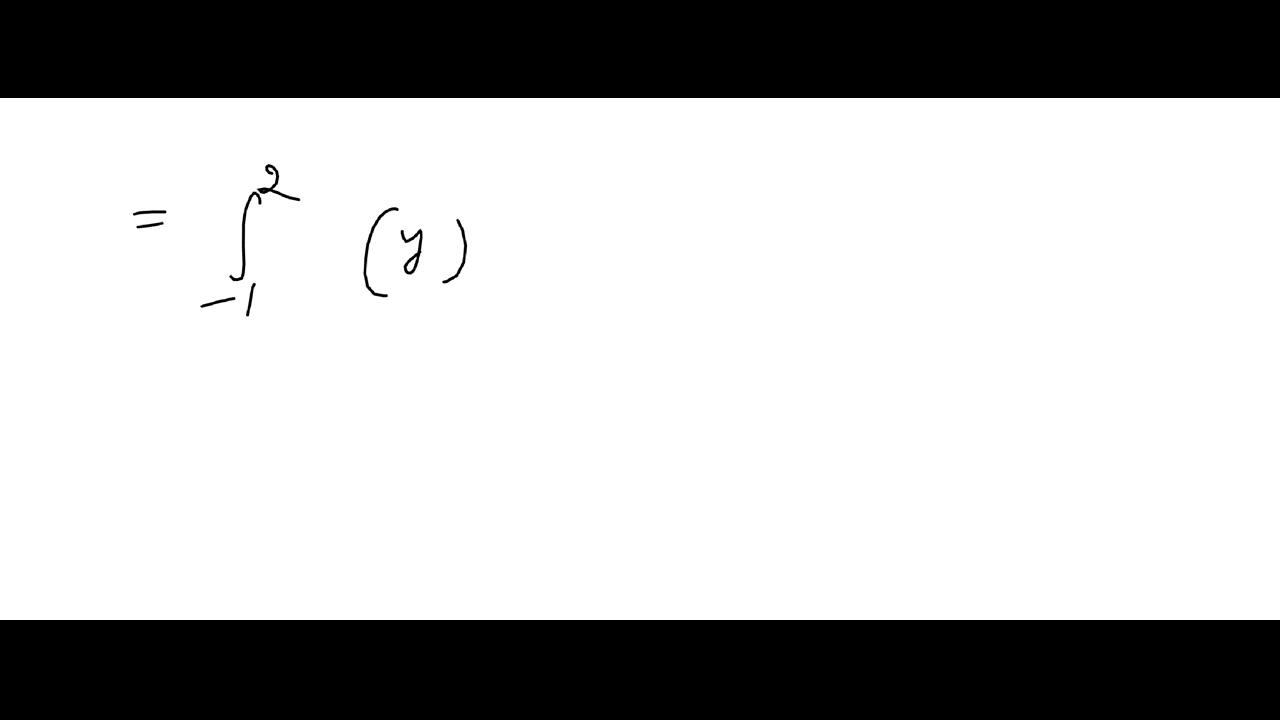 = ∫_{-1}^{2} (y)